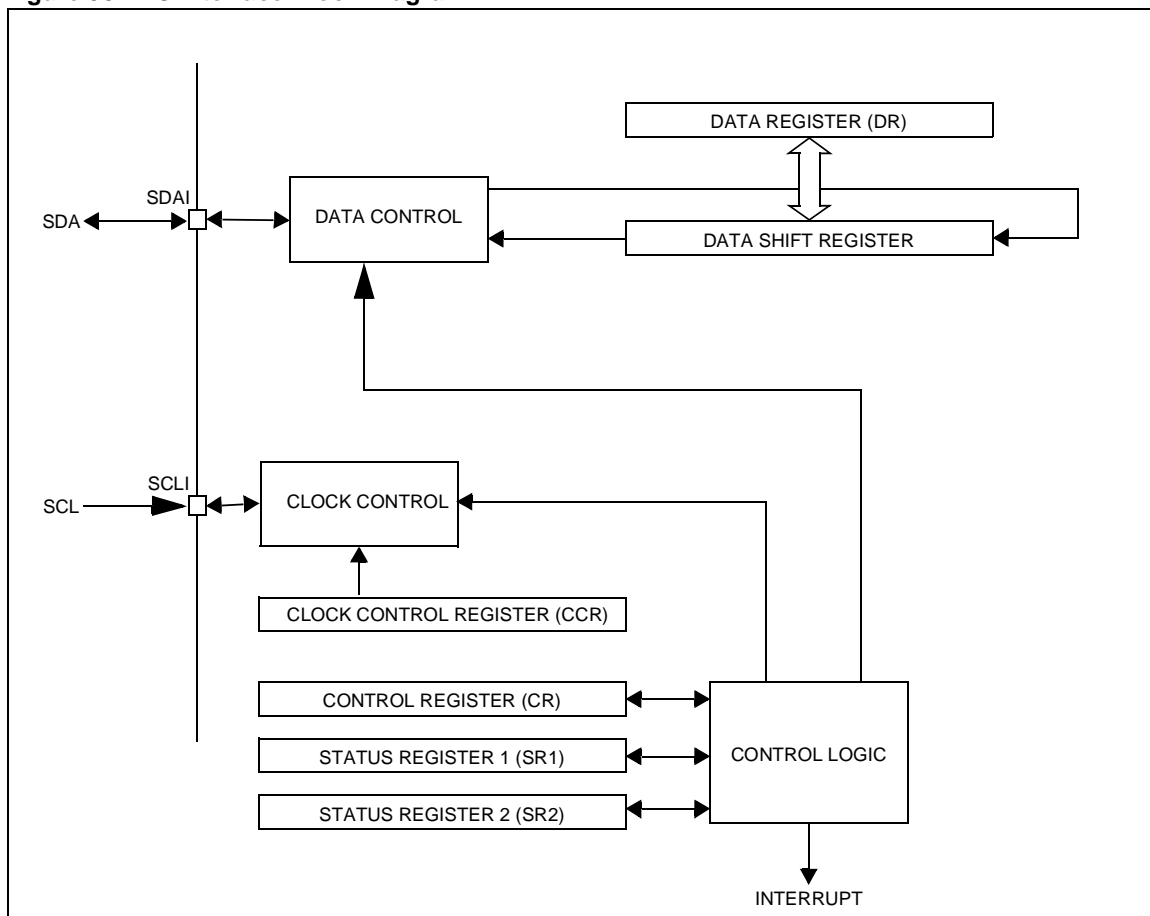 DATA REGISTER (DR)
SDAI
SDA
DATA CONTROL
DATA SHIFT REGISTER
SCLI
SCL
CLOCK CONTROL
CLOCK CONTROL REGISTER (CCR)
CONTROL REGISTER (CR)
STATUS REGISTER 1 (SR1)
CONTROL LOGIC
STATUS REGISTER 2 (SR2)
INTERRUPT